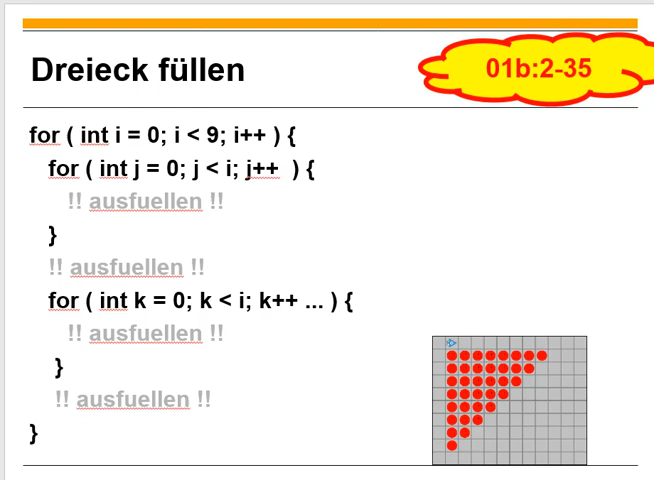 Dreieck füllen
01b:2-35
for ( int i = 0; i < 9; i++ ) {
for ( int j = 0; j < i; j++ ) {
!! ausfuellen !!
}
!! ausfuellen !!
for ( int k = 0; k < i; k++ ... ) {
!! ausfuellen !!
}
!! ausfuellen !!
}